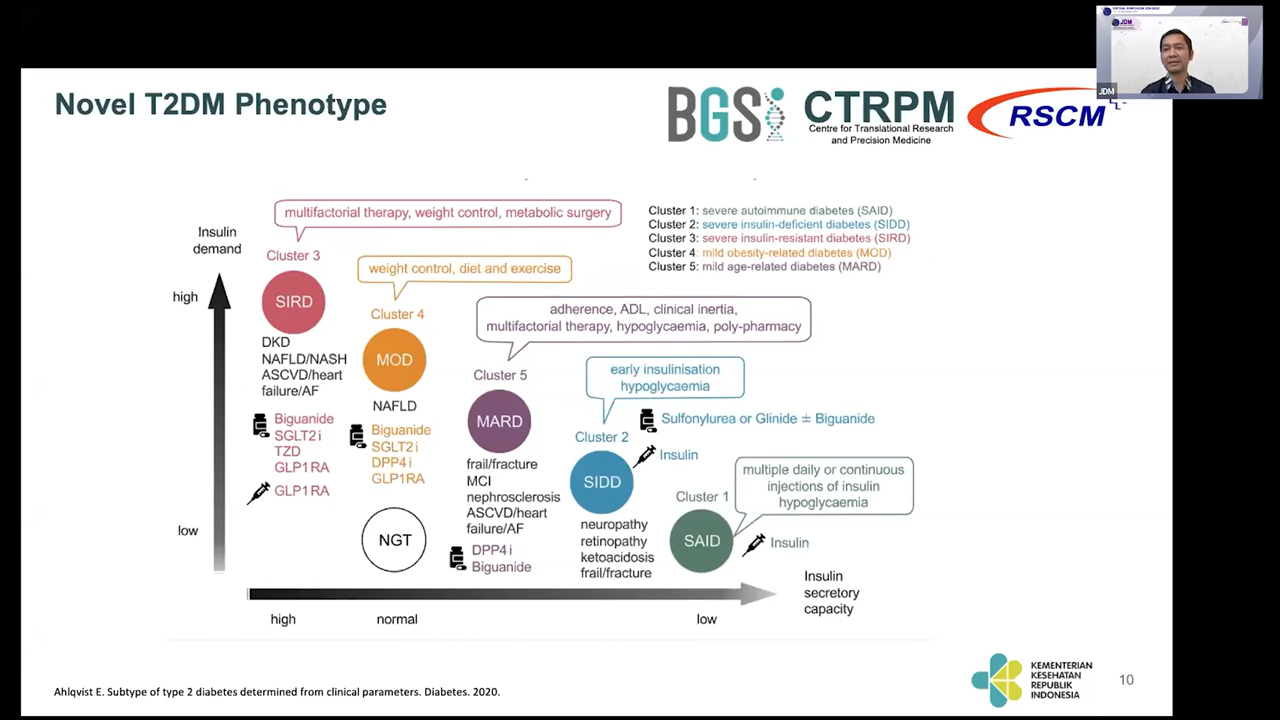 VIRTUAL SYMPOSIUM JDM 2022
JDM
JDM
Novel T2DM Phenotype
BGSi
CTRPM
Centre for Translational Research
and Precision Medicine
RSCM
multifactorial therapy, weight control, metabolic surgery
Cluster 1: severe autoimmune diabetes (SAID)
Cluster 2: severe insulin-deficient diabetes (SIDD)
Cluster 3: severe insulin-resistant diabetes (SIRD)
Cluster 4: mild obesity-related diabetes (MOD)
Cluster 5: mild age-related diabetes (MARD)
Insulin
demand
high
low
Cluster 3
SIRD
DKD
NAFLD/NASH
ASCVD/heart
failure/AF
Biguanide
SGLT2 i
TZD
GLP1RA
GLP1RA
weight control, diet and exercise
Cluster 4
MOD
NAFLD
Biguanide
SGLT2 i
DPP4 i
GLP1RA
NGT
adherence, ADL, clinical inertia,
multifactorial therapy, hypoglycaemia, poly-pharmacy
Cluster 5
MARD
frail/fracture
MCI
nephrosclerosis
ASCVD/heart
failure/AF
DPP4 i
Biguanide
early insulinisation
hypoglycaemia
Cluster 2
SIDD
Sulfonylurea or Glinide ± Biguanide
Insulin
neuropathy
retinopathy
ketoacidosis
frail/fracture
multiple daily or continuous
injections of insulin
hypoglycaemia
Cluster 1
SAID
Insulin
high
normal
low
Insulin
secretory
capacity
Ahlqvist E. Subtype of type 2 diabetes determined from clinical parameters. Diabetes. 2020.
KEMENTERIAN
KESEHATAN
REPUBLIK
INDONESIA
10